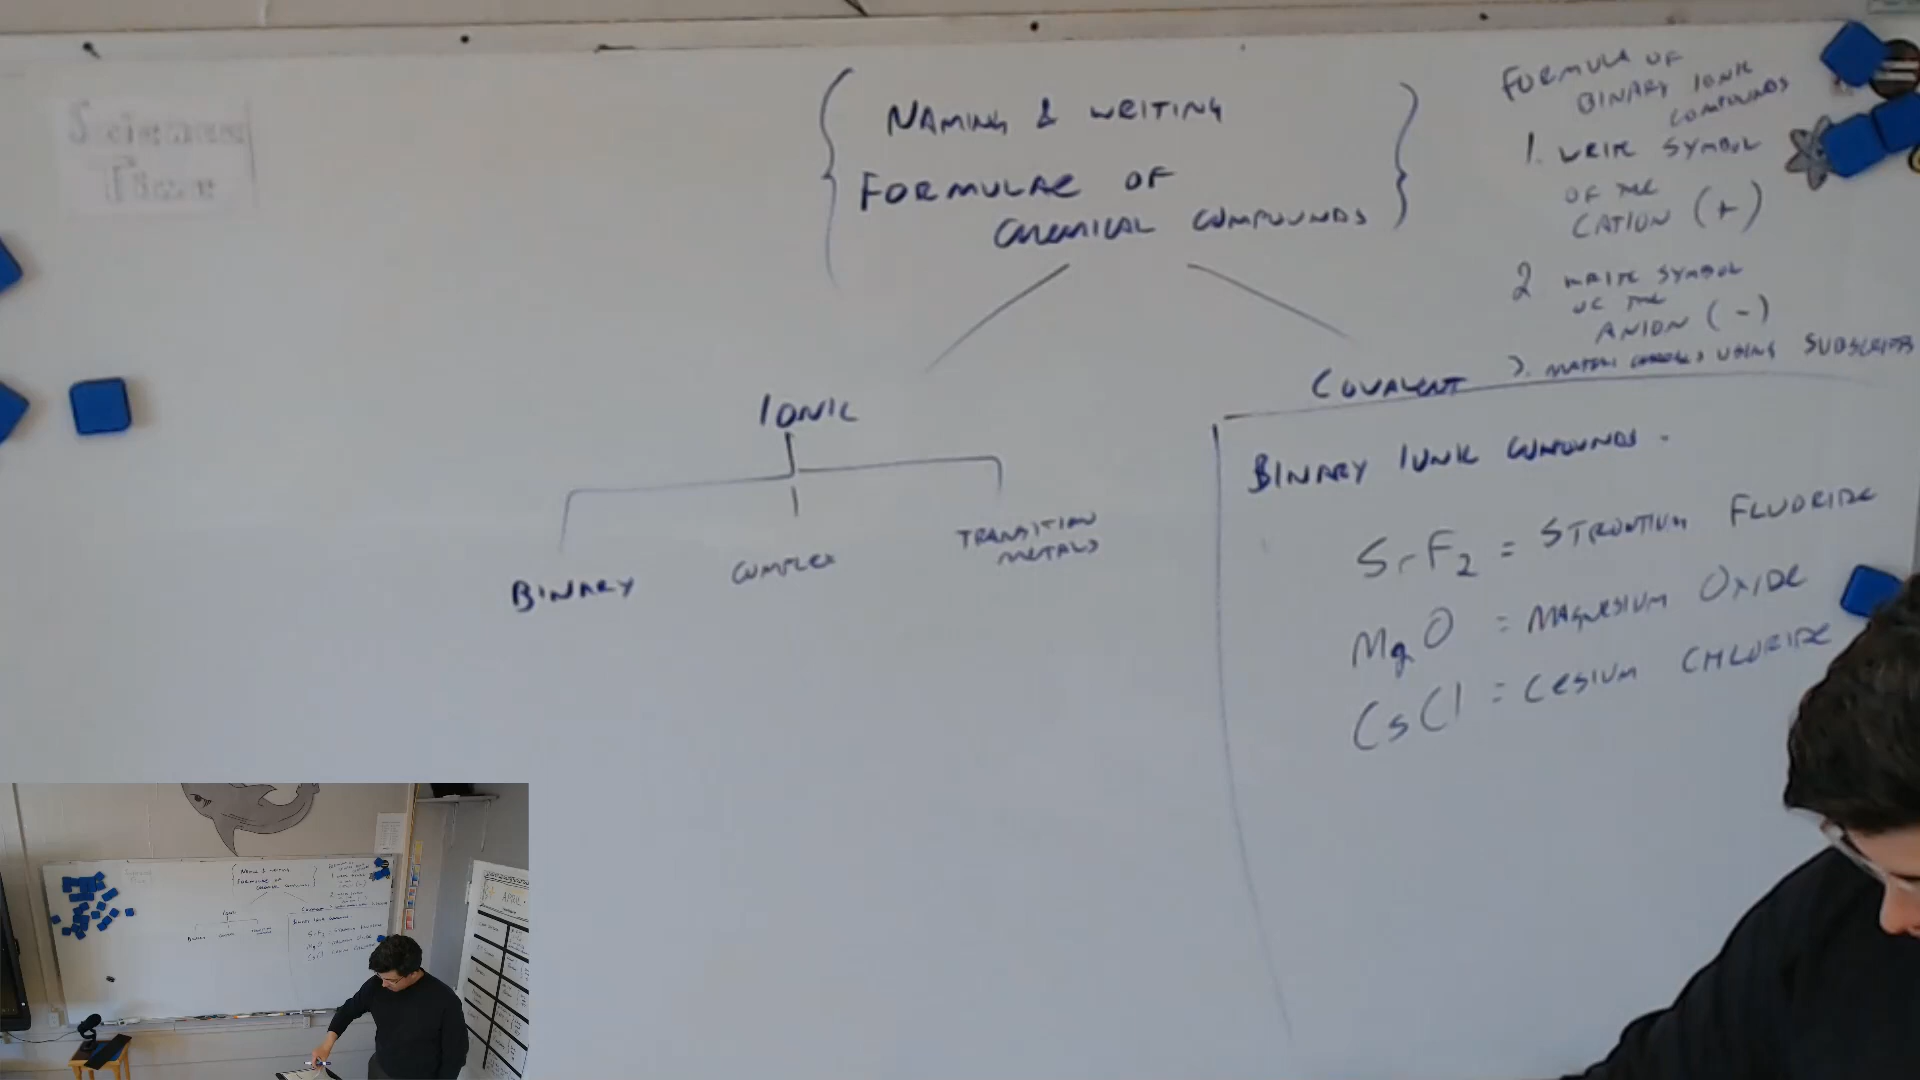 NAMING & WRITING
FORMULAE OF
CHEMICAL COMPOUNDS
IONIC
BINARY
COMPLEX
TRANSITION
METALS
COVALENT
FORMULA OF
BINARY IONIC
COMPOUNDS
1. WRITE SYMBOL
OF THE
CATION (+)
2 WRITE SYMBOL
OF THE
ANION (-)
3. MATCH CHARGES USING SUBSCRIPTS
BINARY IONIC COMPOUNDS.
SrF₂ = STRONTIUM FLUORIDE
MgO = MAGNESIUM OXIDE
CsCl = CESIUM CHLORIDE
APRIL